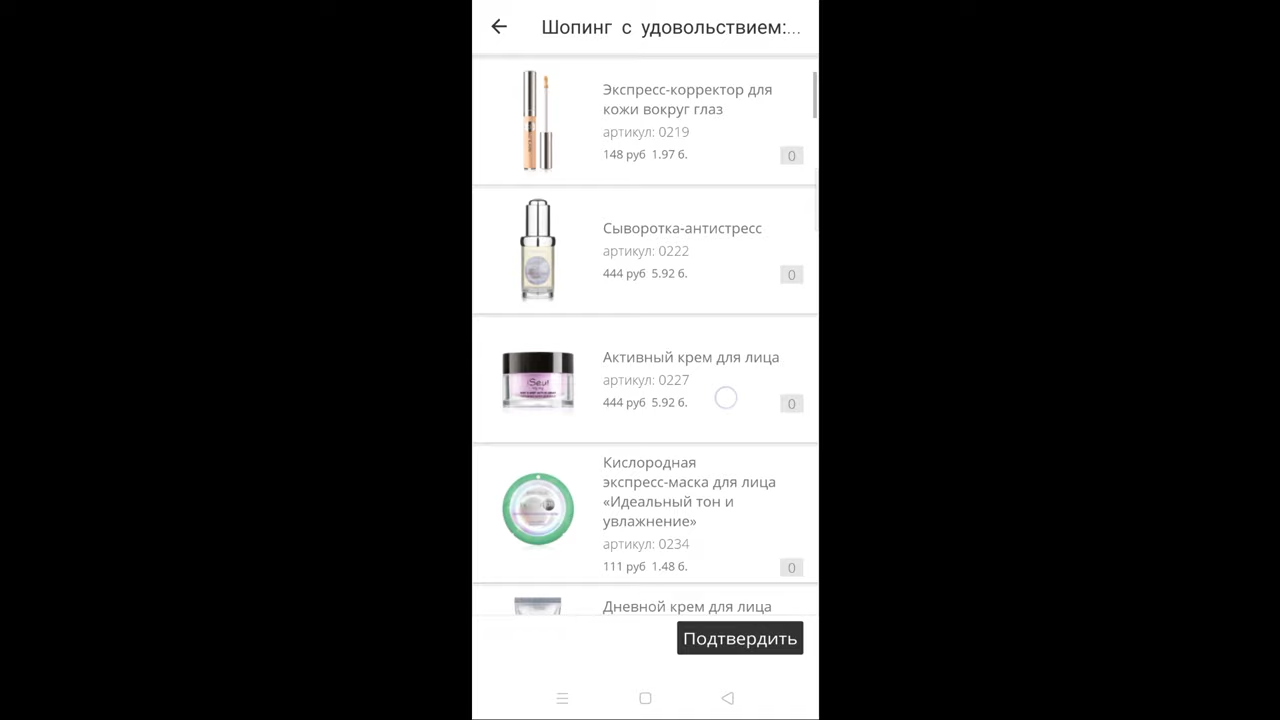 Шопинг с удовольствием:...
Экспресс-корректор для
кожи вокруг глаз
артикул: 0219
148 руб 1.97 б.
0
Сыворотка-антистресс
артикул: 0222
444 руб 5.92 б.
0
Активный крем для лица
артикул: 0227
444 руб 5.92 б.
0
Кислородная
экспресс-маска для лица
«Идеальный тон и
увлажнение»
артикул: 0234
111 руб 1.48 б.
0
Дневной крем для лица
Подтвердить